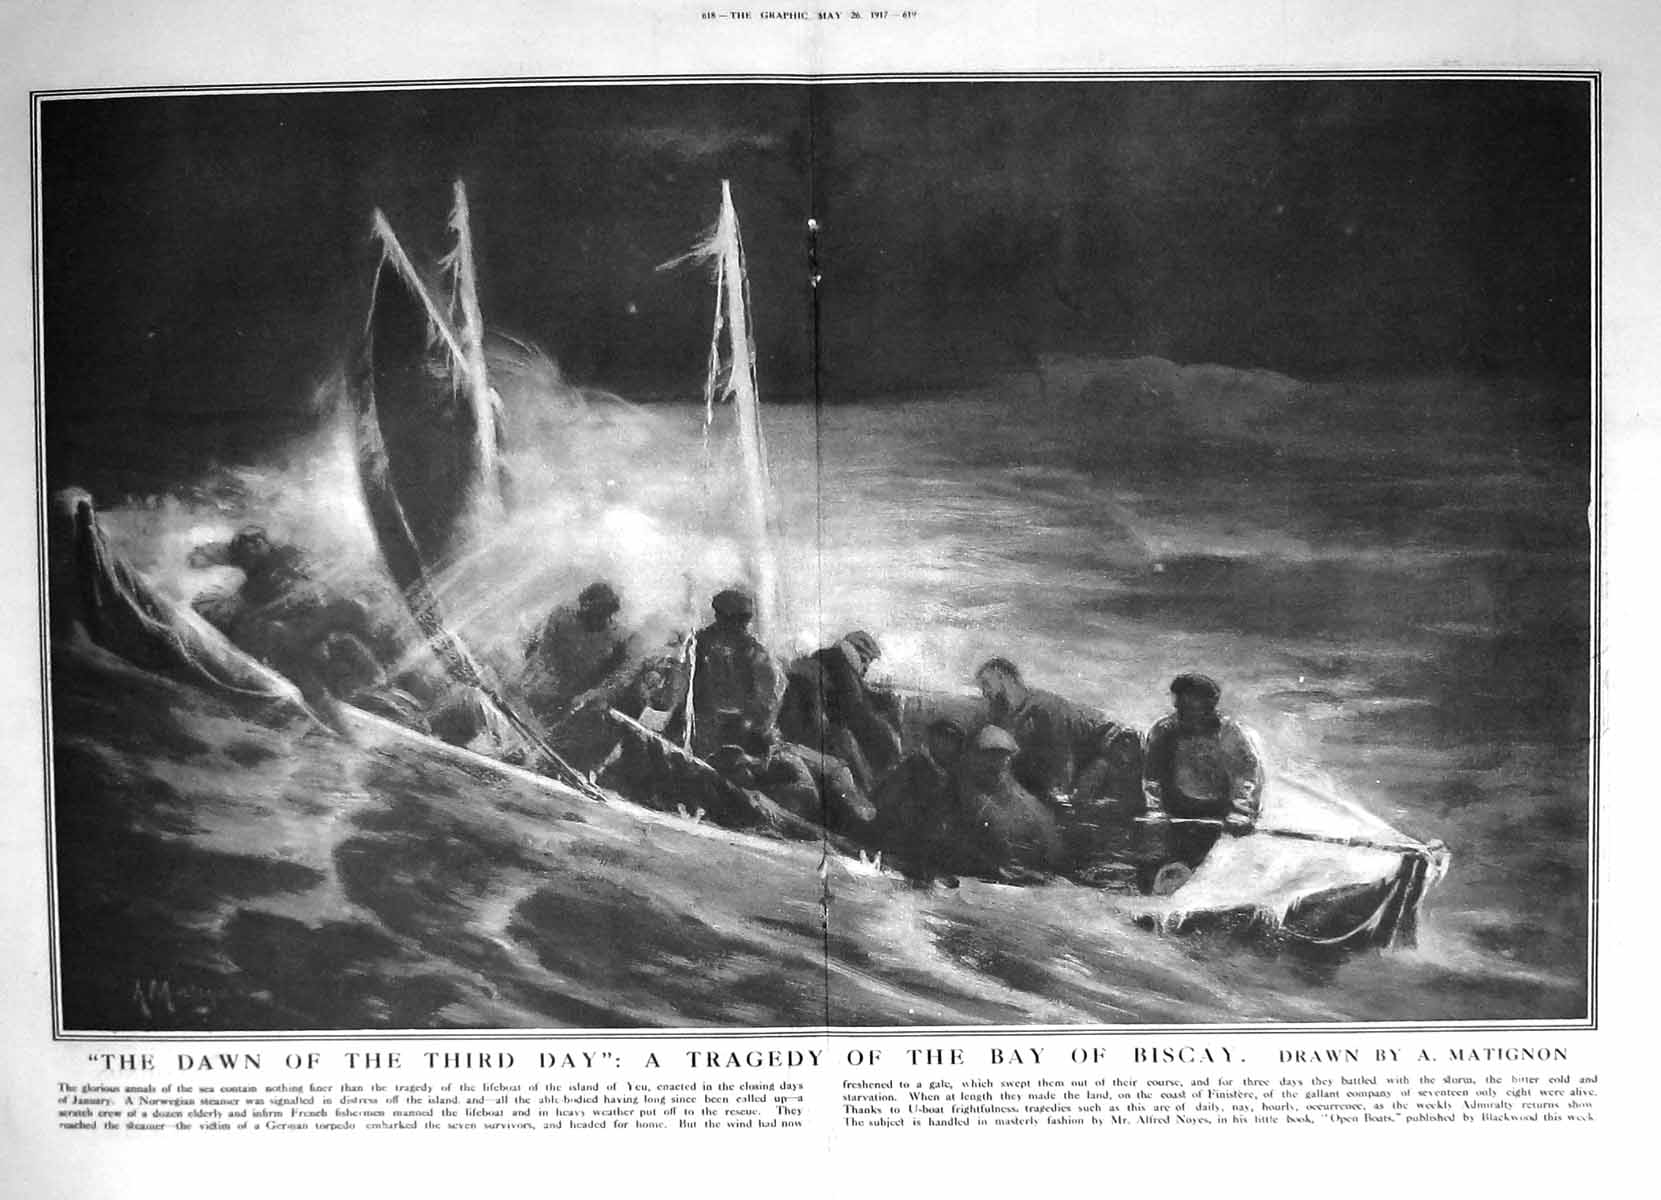 618—THE GRAPHIC, MAY 26, 1917—619
"THE DAWN OF THE THIRD DAY": A TRAGEDY OF THE BAY OF BISCAY. DRAWN BY A. MATIGNON
The glorious annals of the sea contain nothing finer than the tragedy of the lifeboat of the island of Yeu, enacted in the closing days
of January. A Norwegian steamer was signalled in distress off the island, and—all the able-bodied having long since been called up—a
scratch crew of a dozen elderly and infirm French fishermen manned the lifeboat and in heavy weather put off to the rescue. They
reached the steamer—the victim of a German torpedo embarked the seven survivors, and headed for home. But the wind had now
freshened to a gale, which swept them out of their course, and for three days they battled with the storm, the bitter cold and
starvation. When at length they made the land, on the coast of Finistère, of the gallant company of seventeen only eight were alive.
Thanks to U-boat frightfulness, tragedies such as this are of daily, nay, hourly, occurrence, as the weekly Admiralty returns show.
The subject is handled in masterly fashion by Mr. Alfred Noyes, in his little book, "Open Boats," published by Blackwood this week.